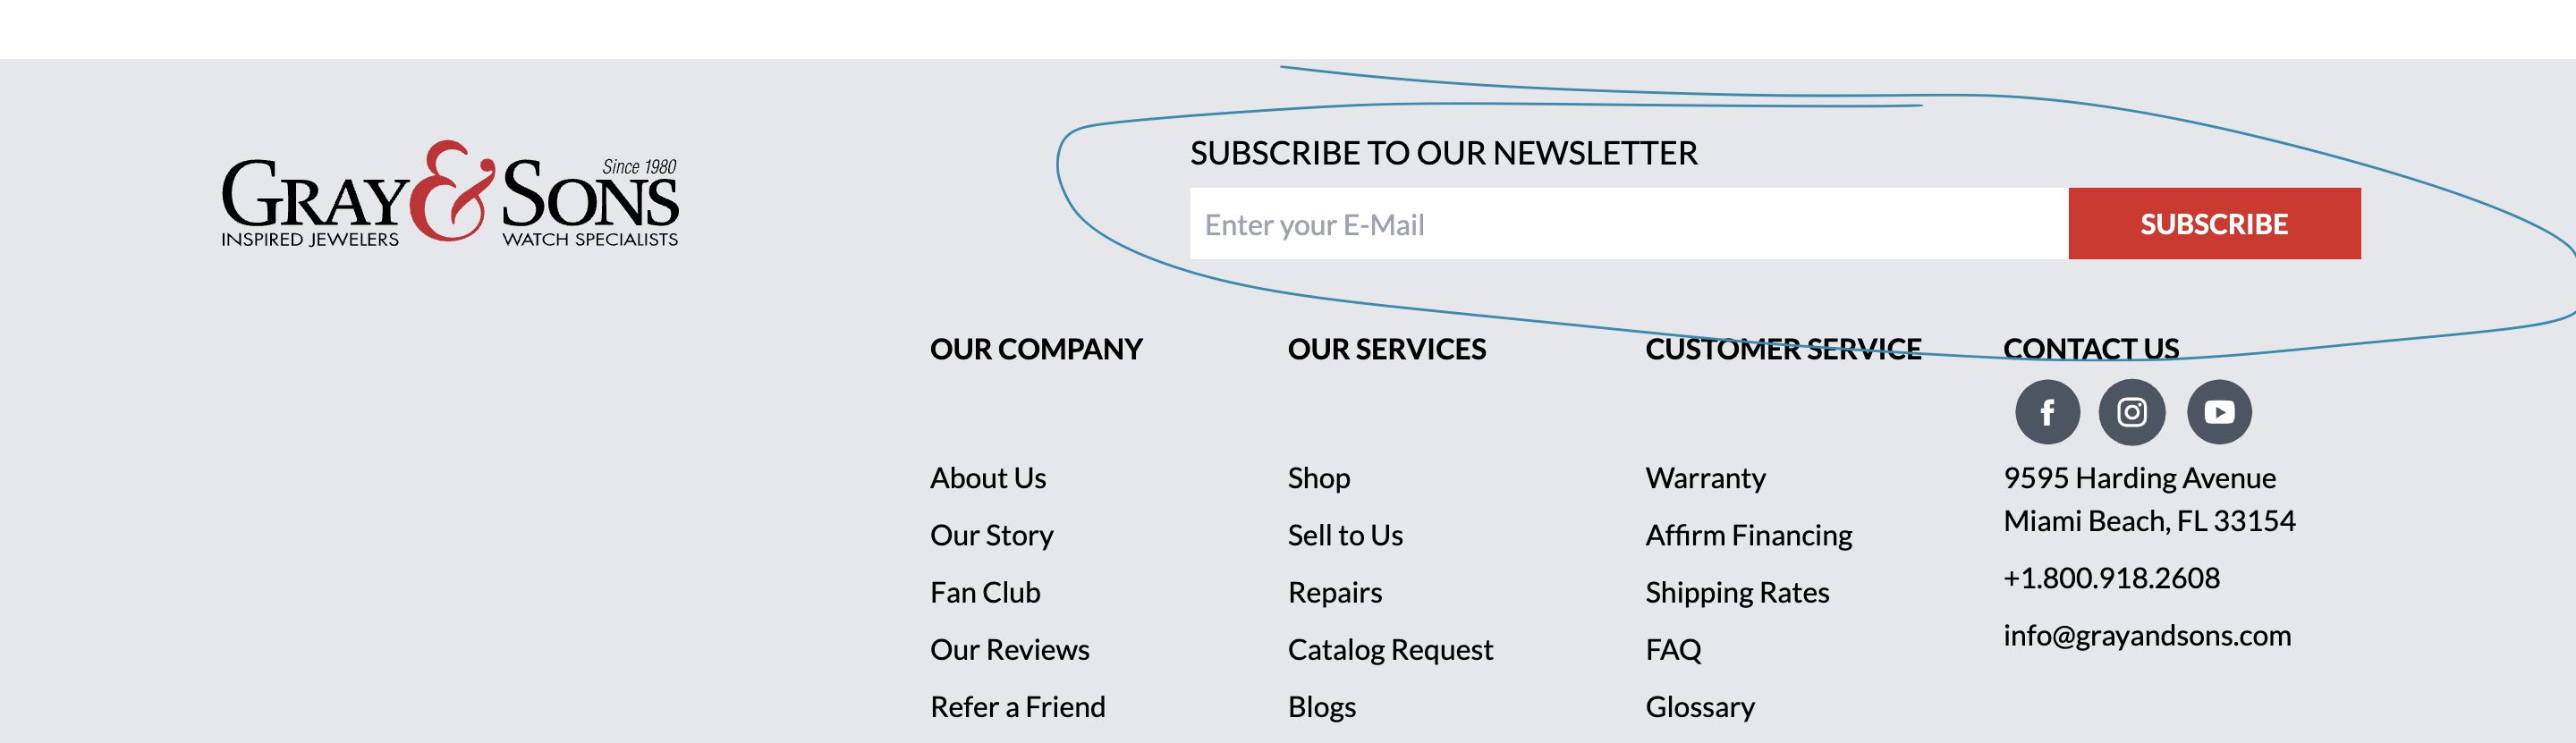 Since 1980
GRAY & SONS
INSPIRED JEWELERS WATCH SPECIALISTS
SUBSCRIBE TO OUR NEWSLETTER
Enter your E-Mail
SUBSCRIBE
OUR COMPANY
About Us
Our Story
Fan Club
Our Reviews
Refer a Friend
OUR SERVICES
Shop
Sell to Us
Repairs
Catalog Request
Blogs
CUSTOMER SERVICE
Warranty
Affirm Financing
Shipping Rates
FAQ
Glossary
CONTACT US
9595 Harding Avenue
Miami Beach, FL 33154
+1.800.918.2608
info@grayandsons.com